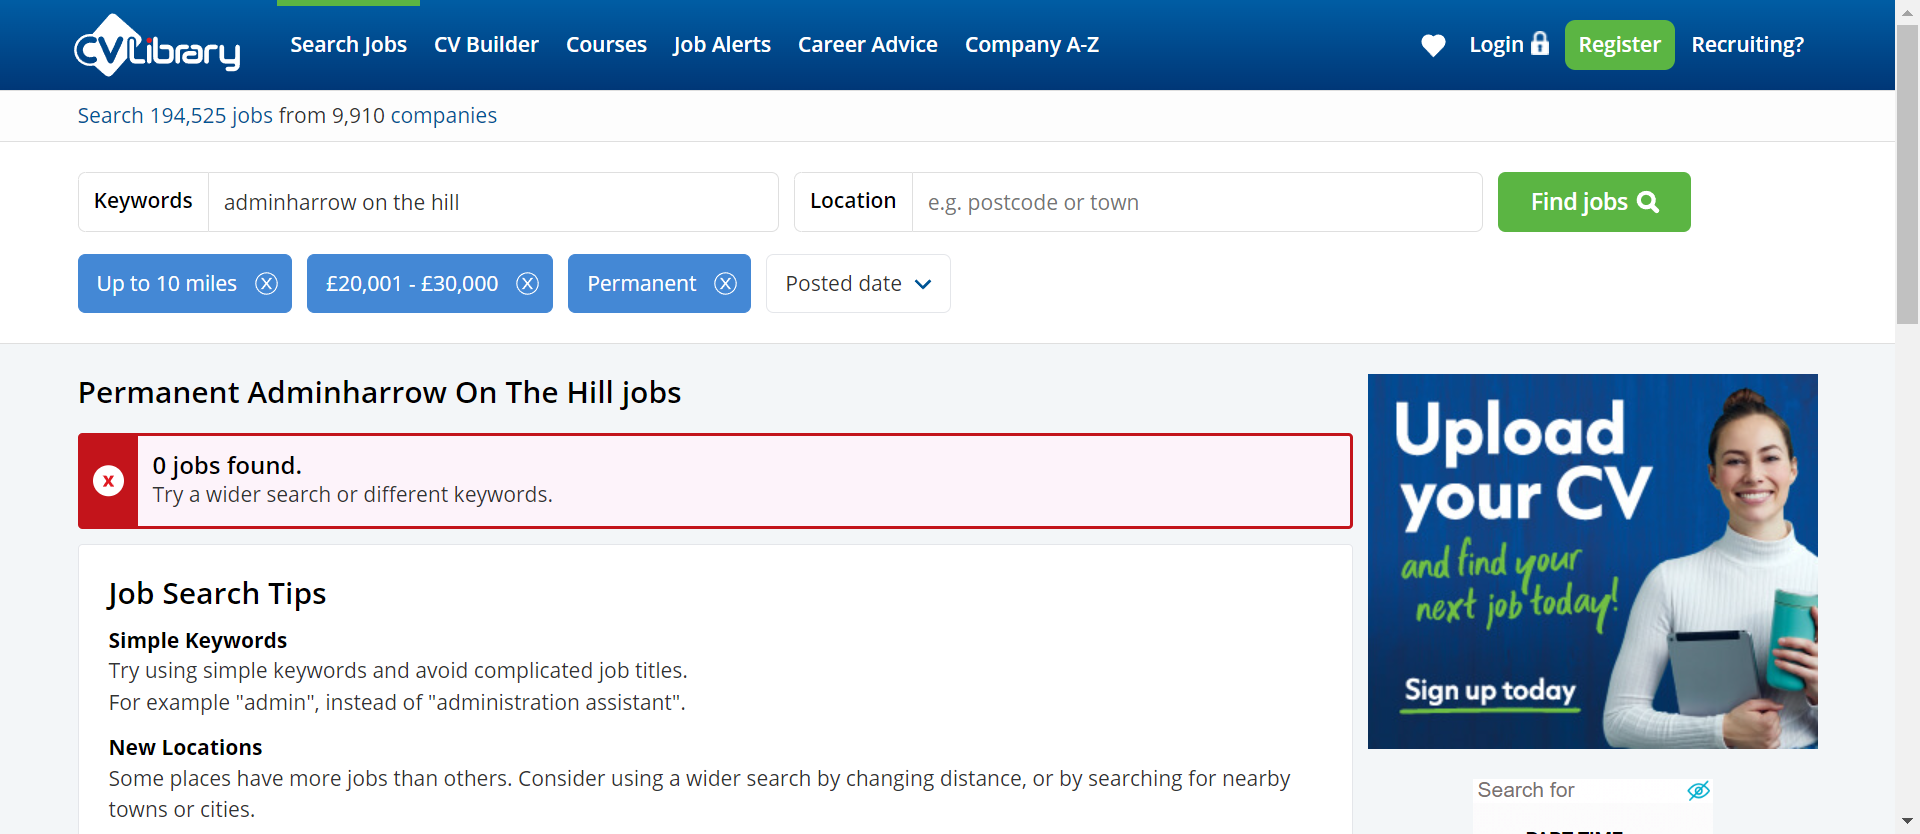 CVLibrary
Search Jobs CV Builder Courses Job Alerts Career Advice Company A-Z Login Register Recruiting?
Search 194,525 jobs from 9,910 companies
Keywords adminharrow on the hill Location e.g. postcode or town Find jobs
Up to 10 miles £20,001 - £30,000 Permanent Posted date
Permanent Adminharrow On The Hill jobs
0 jobs found.
Try a wider search or different keywords.
Job Search Tips
Simple Keywords
Try using simple keywords and avoid complicated job titles.
For example "admin", instead of "administration assistant".
New Locations
Some places have more jobs than others. Consider using a wider search by changing distance, or by searching for nearby
towns or cities.
Upload
your CV
and find your
next job today!
Sign up today
Search for
PART TIME